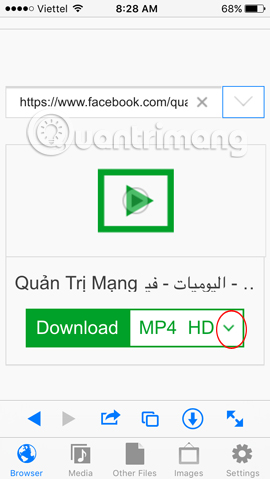 Viettel 8:28 AM 68%
https://www.facebook.com/qua
Quantrimang
Quản Trị Mạng - اليوميات - في ..
Download MP4 HD
Browser Media Other Files Images Settings